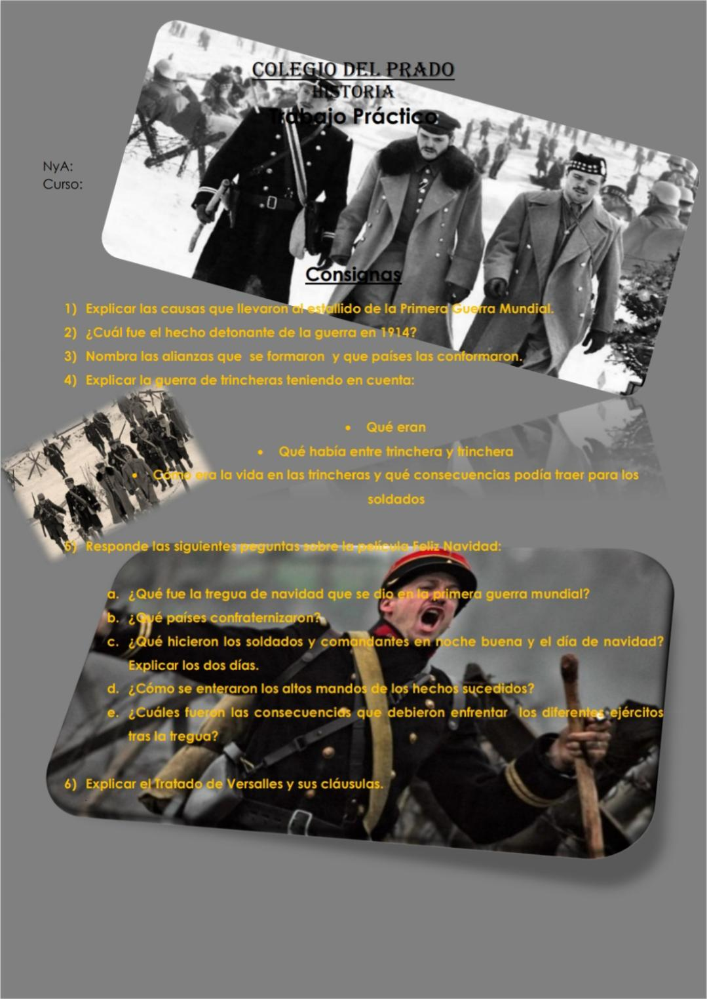 COLEGIO DEL PRADO
HISTORIA
Trabajo Práctico
NyA:
Curso:
Consignas
1) Explicar las causas que llevaron al estallido de la Primera Guerra Mundial.
2) ¿Cuál fue el hecho detonante de la guerra en 1914?
3) Nombra las alianzas que se formaron y que países las conformaron.
4) Explicar la guerra de trincheras teniendo en cuenta:
• Qué eran
• Qué había entre trinchera y trinchera
• Cómo era la vida en las trincheras y qué consecuencias podía traer para los
soldados
5) Responde las siguientes peguntas sobre la película Feliz Navidad:
a. ¿Qué fue la tregua de navidad que se dio en la primera guerra mundial?
b. ¿Qué países confraternizaron?
c. ¿Qué hicieron los soldados y comandantes en noche buena y el día de navidad?
Explicar los dos días.
d. ¿Cómo se enteraron los altos mandos de los hechos sucedidos?
e. ¿Cuáles fueron las consecuencias que debieron enfrentar los diferentes ejércitos
tras la tregua?
6) Explicar el Tratado de Versalles y sus cláusulas.